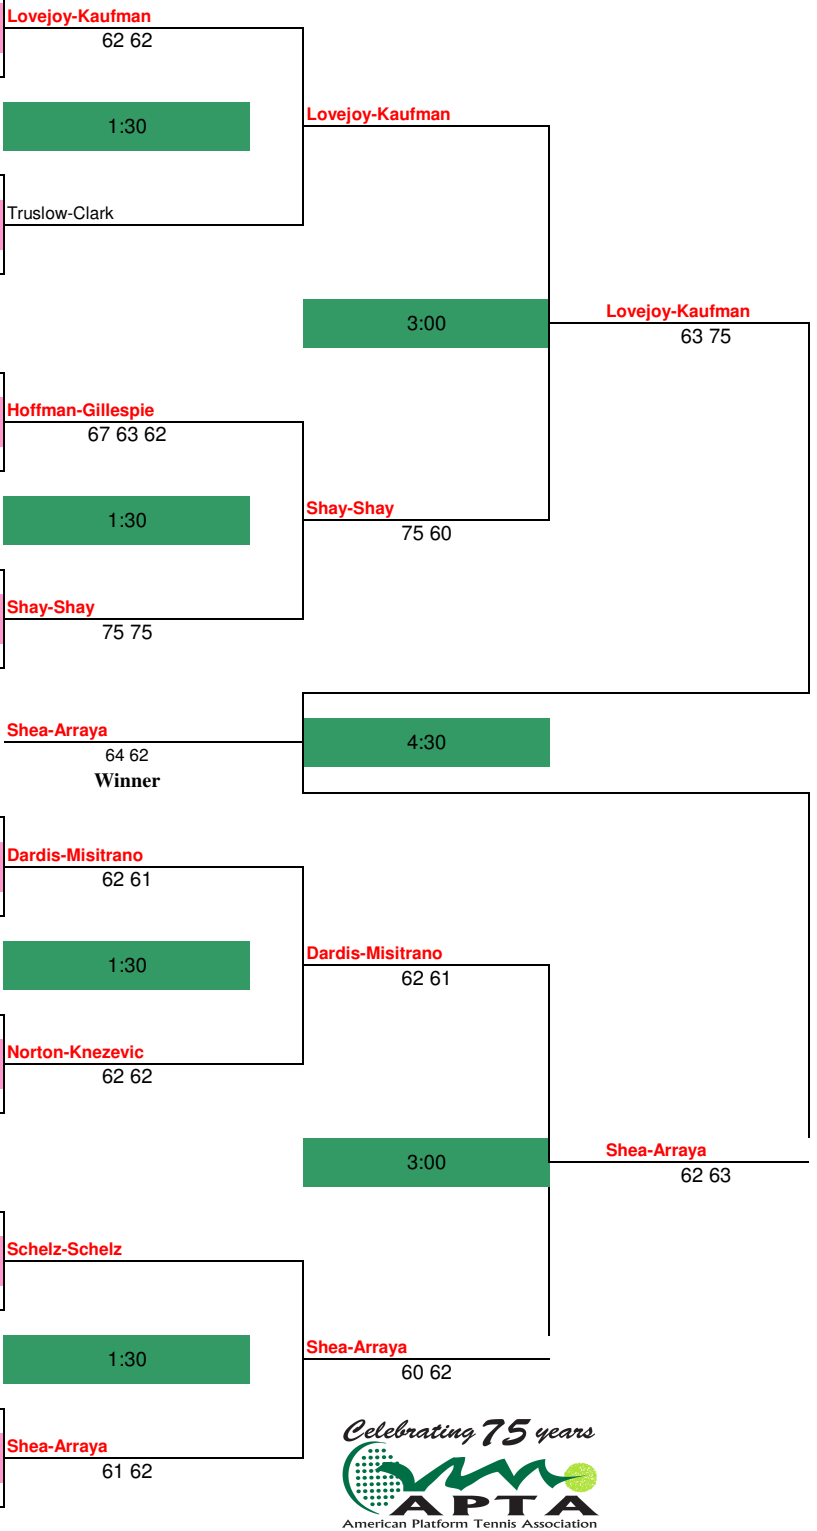 Lovejoy-Kaufman
62 62
1:30
Lovejoy-Kaufman
Truslow-Clark
3:00
Lovejoy-Kaufman
63 75
Hoffman-Gillespie
67 63 62
1:30
Shay-Shay
75 60
Shay-Shay
75 75
Shea-Arraya
64 62
Winner
4:30
Dardis-Misitrano
62 61
1:30
Dardis-Misitrano
62 61
Norton-Knezevic
62 62
3:00
Shea-Arraya
62 63
Schelz-Schelz
1:30
Shea-Arraya
60 62
Shea-Arraya
61 62
Celebrating 75 years
APTA
American Platform Tennis Association